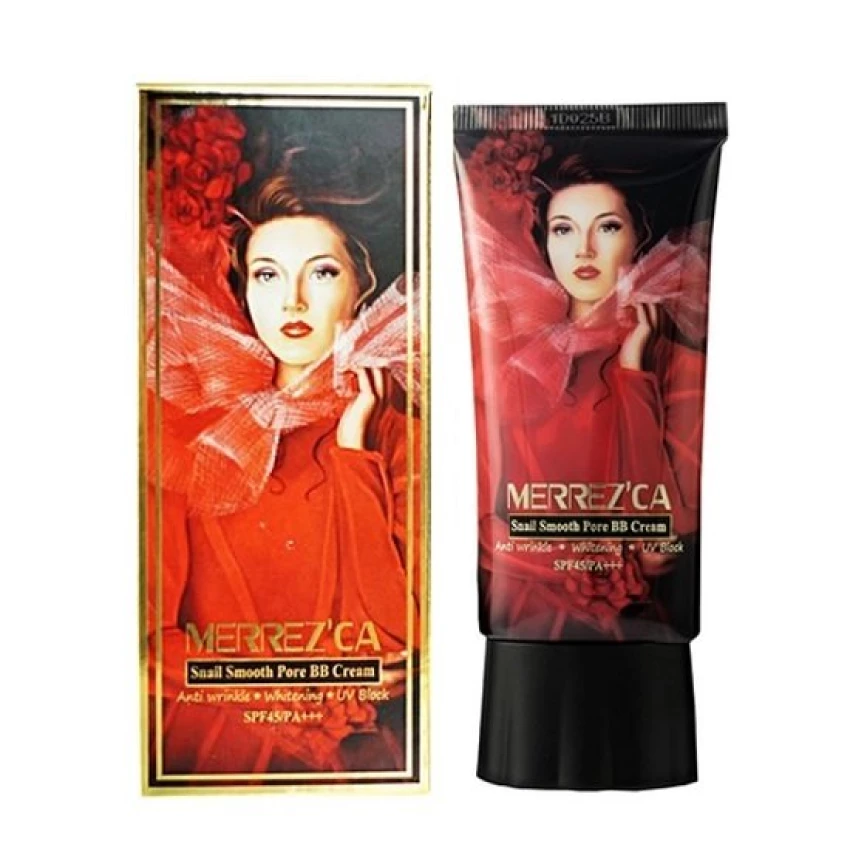 MERREZ'CA
Snail Smooth Pore BB Cream
Anti wrinkle * Whitening * UV Block
SPF45/PA+++
1D025B
MERREZ'CA
Snail Smooth Pore BB Cream
Anti wrinkle * Whitening * UV Block
SPF45/PA+++